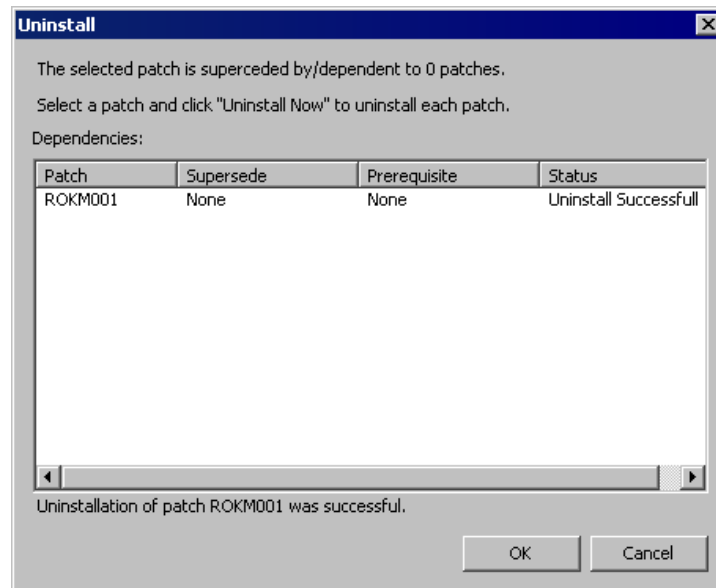 Uninstall
The selected patch is superceded by/dependent to 0 patches.
Select a patch and click "Uninstall Now" to uninstall each patch.
Dependencies:
Patch Supersede Prerequisite Status
ROKM001 None None Uninstall Successfull
Uninstallation of patch ROKM001 was successful.
OK Cancel